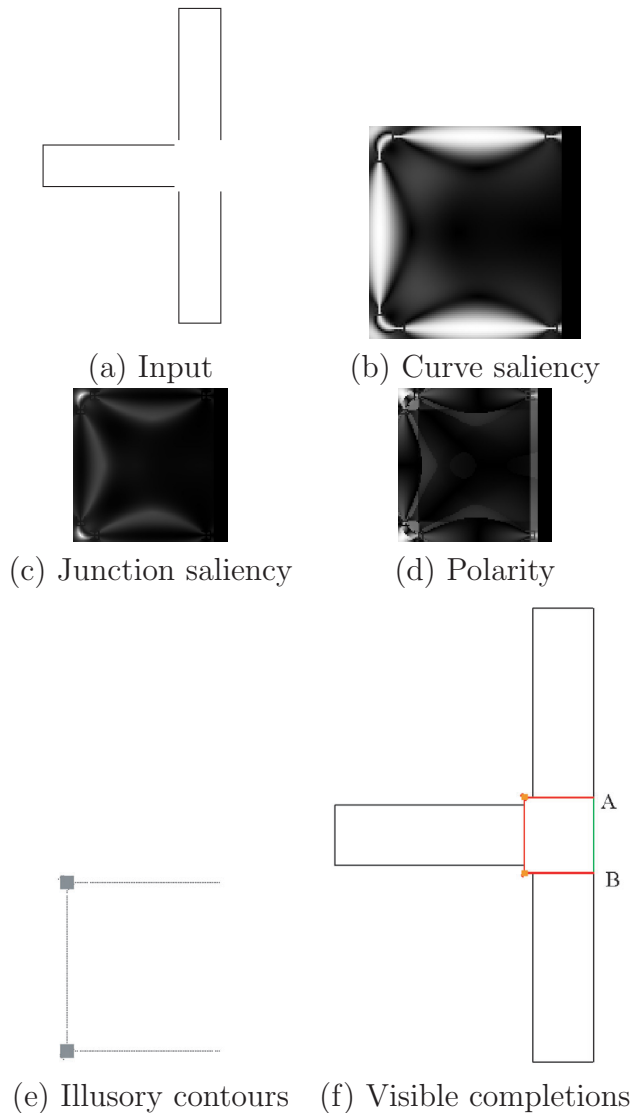 (a) Input
(b) Curve saliency
(c) Junction saliency
(d) Polarity
A
B
(e) Illusory contours
(f) Visible completions